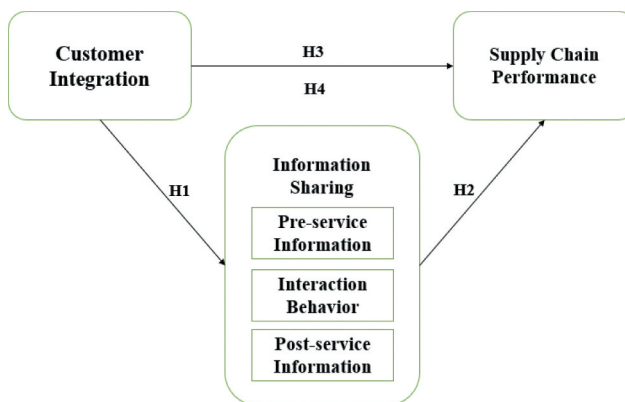 Customer
Integration
H3
H4
Supply Chain
Performance
H1
Information
Sharing
Pre-service
Information
Interaction
Behavior
Post-service
Information
H2